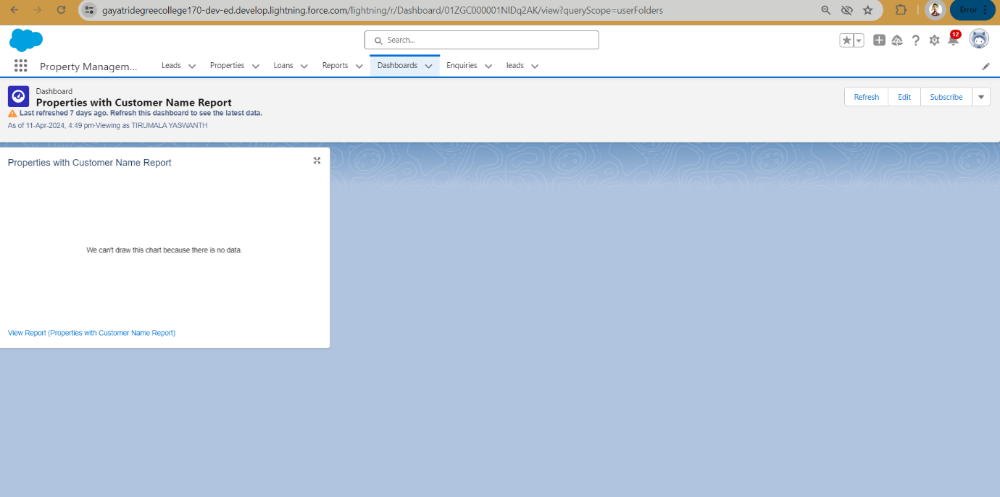 gayatridegreecollege170-dev-ed.develop.lightning.force.com/lightning/r/Dashboard/01ZGC000001NlDq2AK/view?queryScope=userFolders
Error
Search...
12
Property Managem...
Leads
Properties
Loans
Reports
Dashboards
Enquiries
leads
Dashboard
Properties with Customer Name Report
Last refreshed 7 days ago. Refresh this dashboard to see the latest data.
As of 11-Apr-2024, 4:49 pm·Viewing as TIRUMALA YASWANTH
Refresh
Edit
Subscribe
Properties with Customer Name Report
We can't draw this chart because there is no data.
View Report (Properties with Customer Name Report)